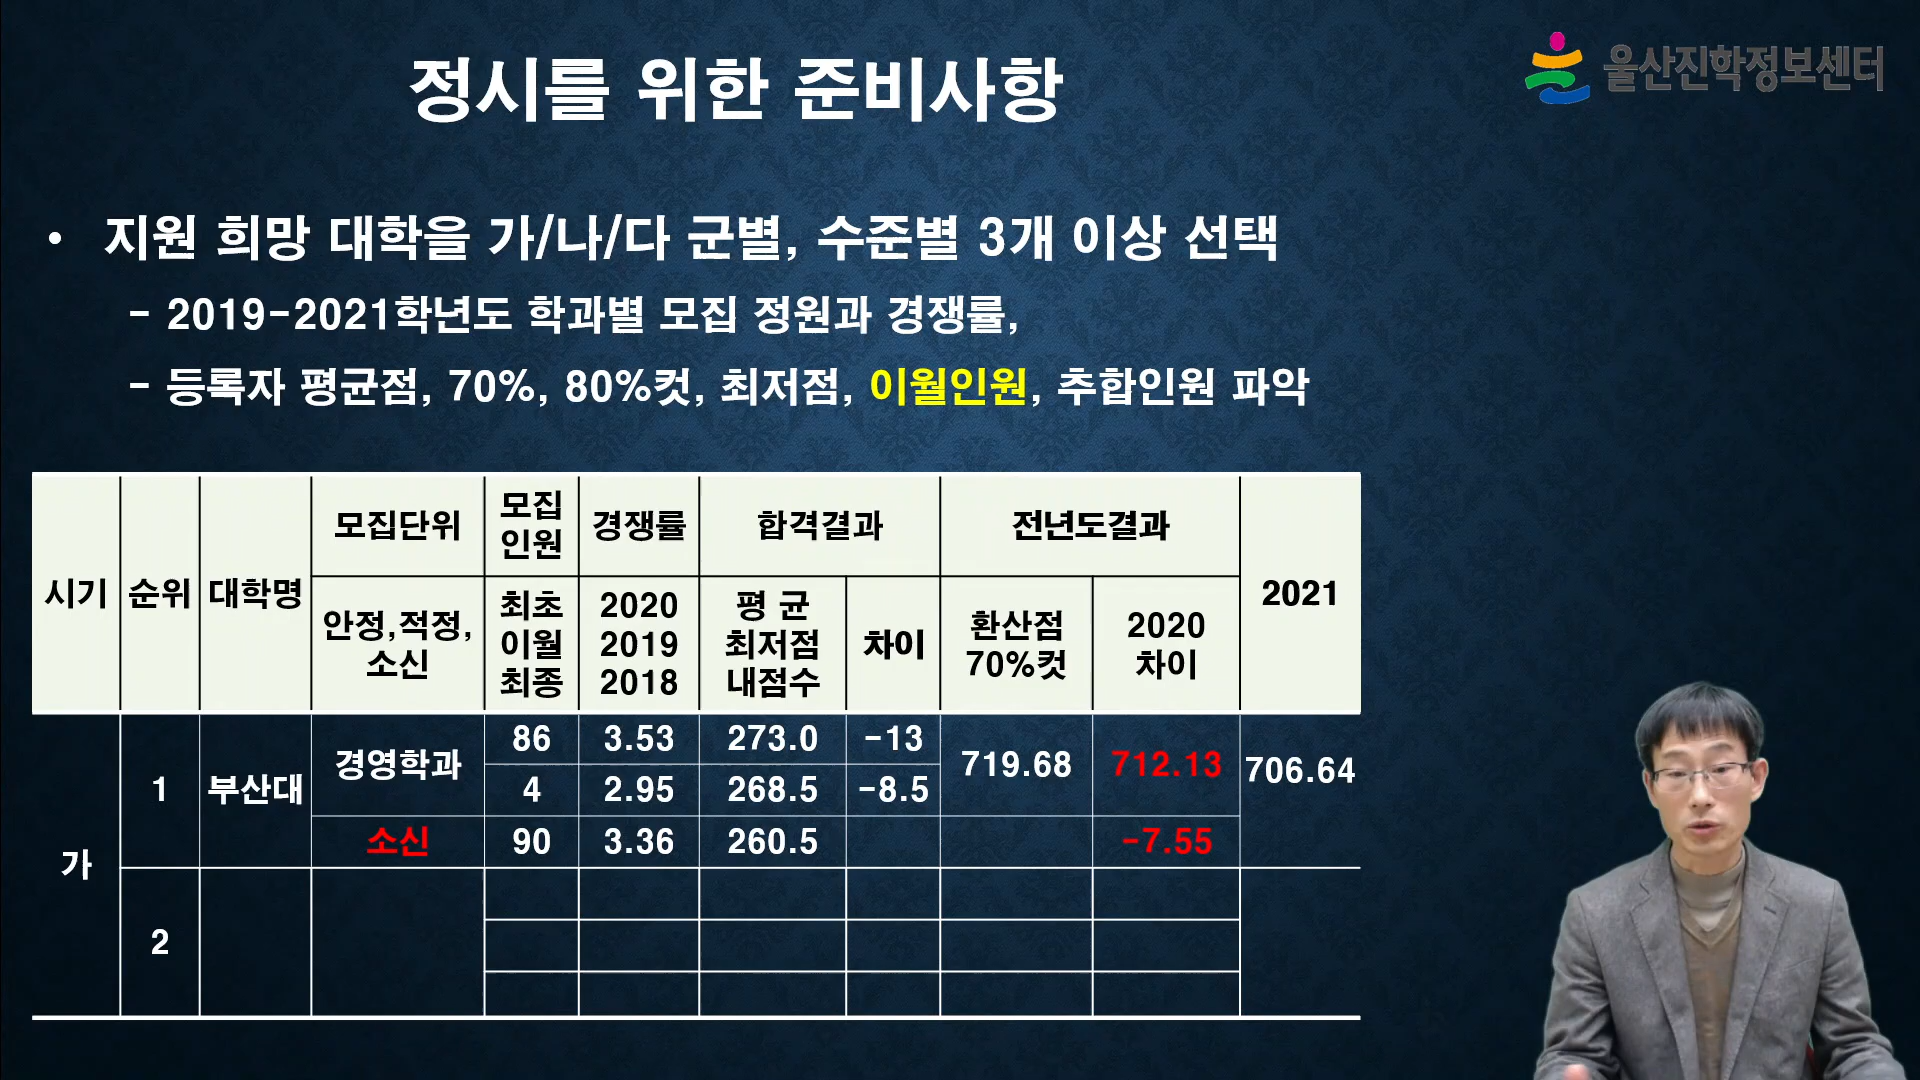 정시를 위한 준비사항
울산진학정보센터
• 지원 희망 대학을 가/나/다 군별, 수준별 3개 이상 선택
- 2019-2021학년도 학과별 모집 정원과 경쟁률,
- 등록자 평균점, 70%, 80%컷, 최저점, 이월인원, 추합인원 파악
시기 순위 대학명 모집단위 모집 인원 경쟁률 합격결과 전년도결과 2021
안정,적정, 소신 최초 이월 최종 2020 2019 2018 평 균 최저점 내점수 차이 환산점 70%컷 2020 차이
가 1 부산대 경영학과 86 3.53 273.0 -13 719.68 712.13 706.64
4 2.95 268.5 -8.5
소신 90 3.36 260.5 -7.55
2